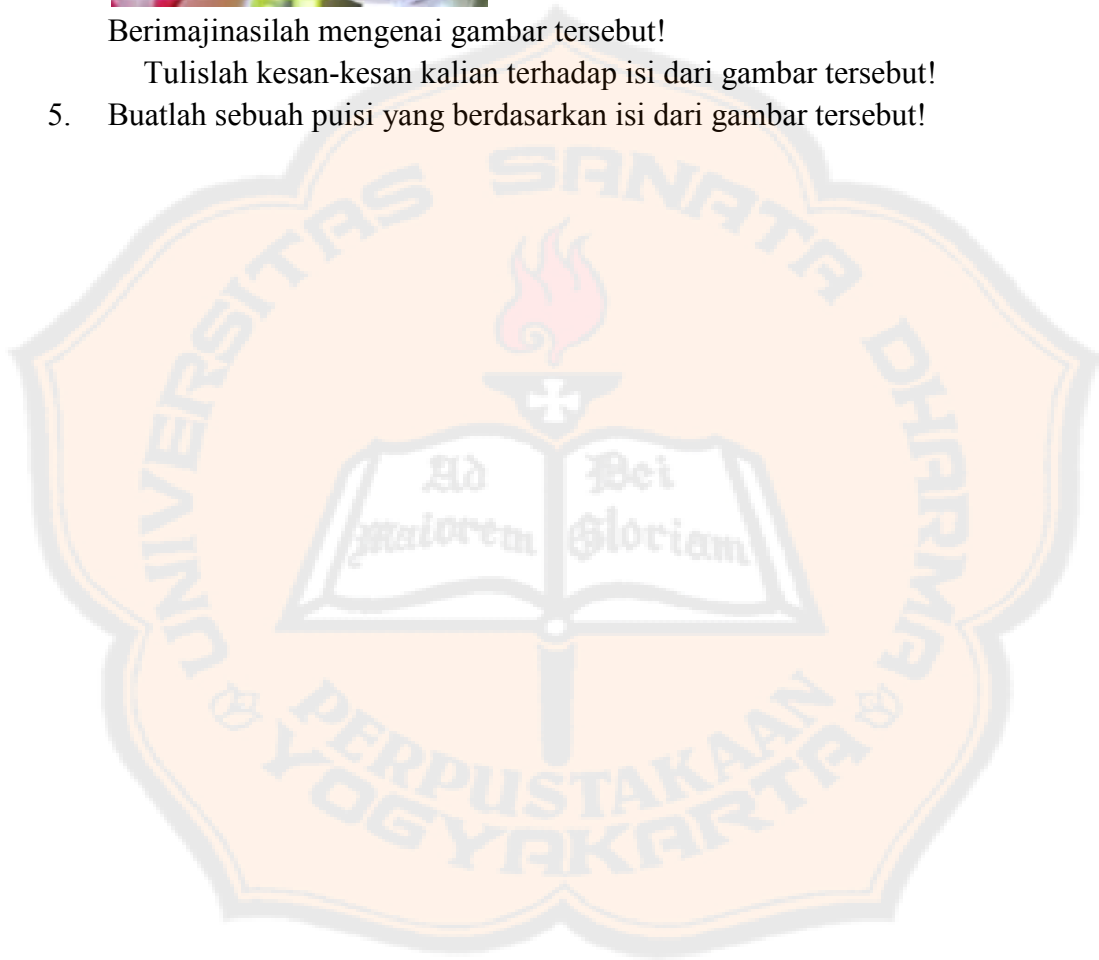 Berimajinasilah mengenai gambar tersebut!
Tulislah kesan-kesan kalian terhadap isi dari gambar tersebut!
5. Buatlah sebuah puisi yang berdasarkan isi dari gambar tersebut!
UNIVERSITAS SANATA DHARMA
Ad Dei
Maiorem Gloriam
PERPUSTAKAAN
YOGYAKARTA